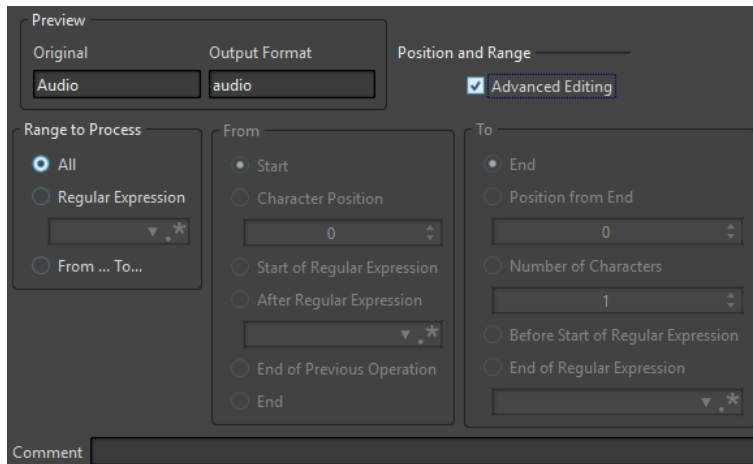 Preview
Original
Output Format
Audio
audio
Position and Range
Advanced Editing
Range to Process
All
Regular Expression
.*
From ... To...
From
Start
Character Position
0
Start of Regular Expression
After Regular Expression
.*
End of Previous Operation
End
To
End
Position from End
0
Number of Characters
1
Before Start of Regular Expression
End of Regular Expression
.*
Comment